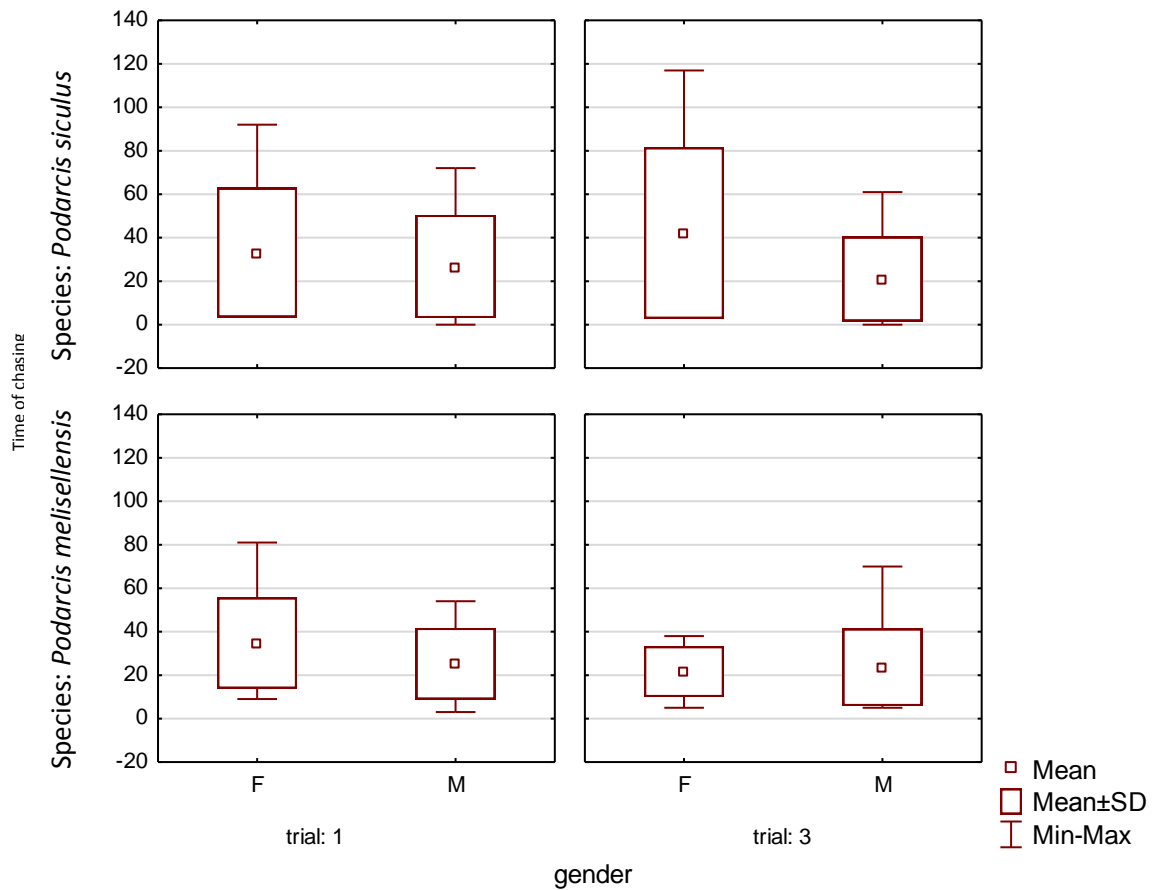 Time of chasing
Species: Podarcis siculus
140
120
100
80
60
40
20
0
-20
Species: Podarcis melisellensis
140
120
100
80
60
40
20
0
-20
F
M
F
M
trial: 1
trial: 3
gender
Mean
Mean±SD
Min-Max